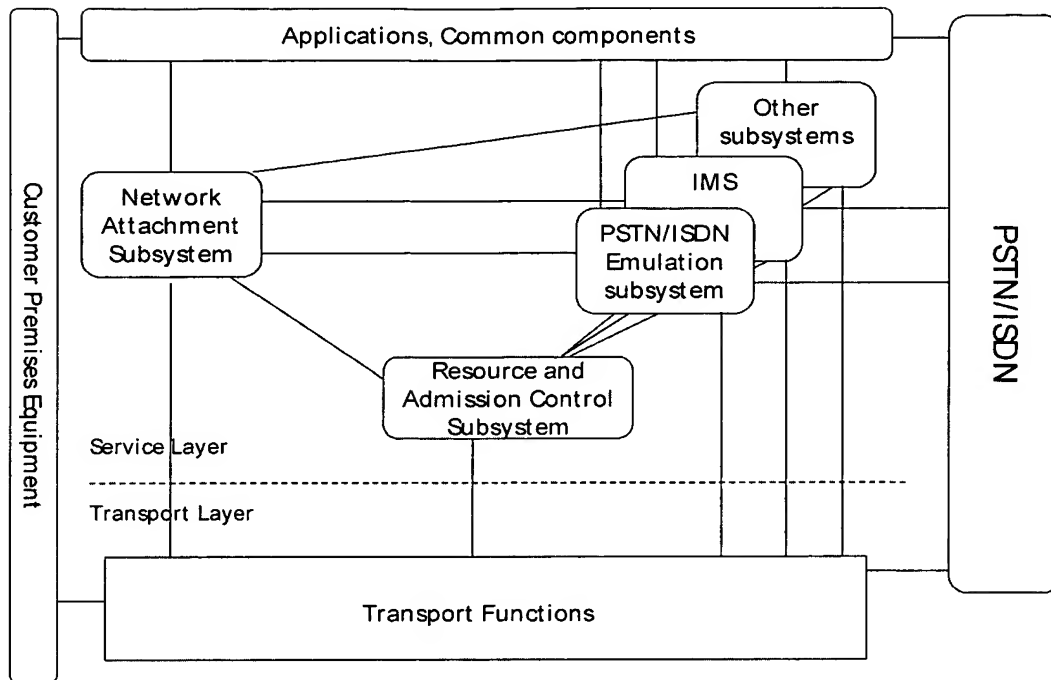 Applications, Common components
Customer Premises Equipment
PSTN/ISDN
Other
subsystems
IMS
Network
Attachment
Subsystem
PSTN/ISDN
Emulation
subsystem
Resource and
Admission Control
Subsystem
Service Layer
Transport Layer
Transport Functions